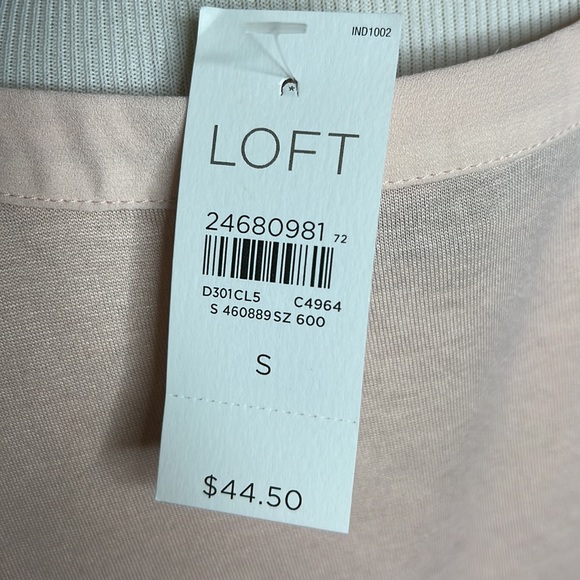 IND1002
LOFT
24680981 72
D301CL5 C4964
S 460889 SZ 600
S
$44.50